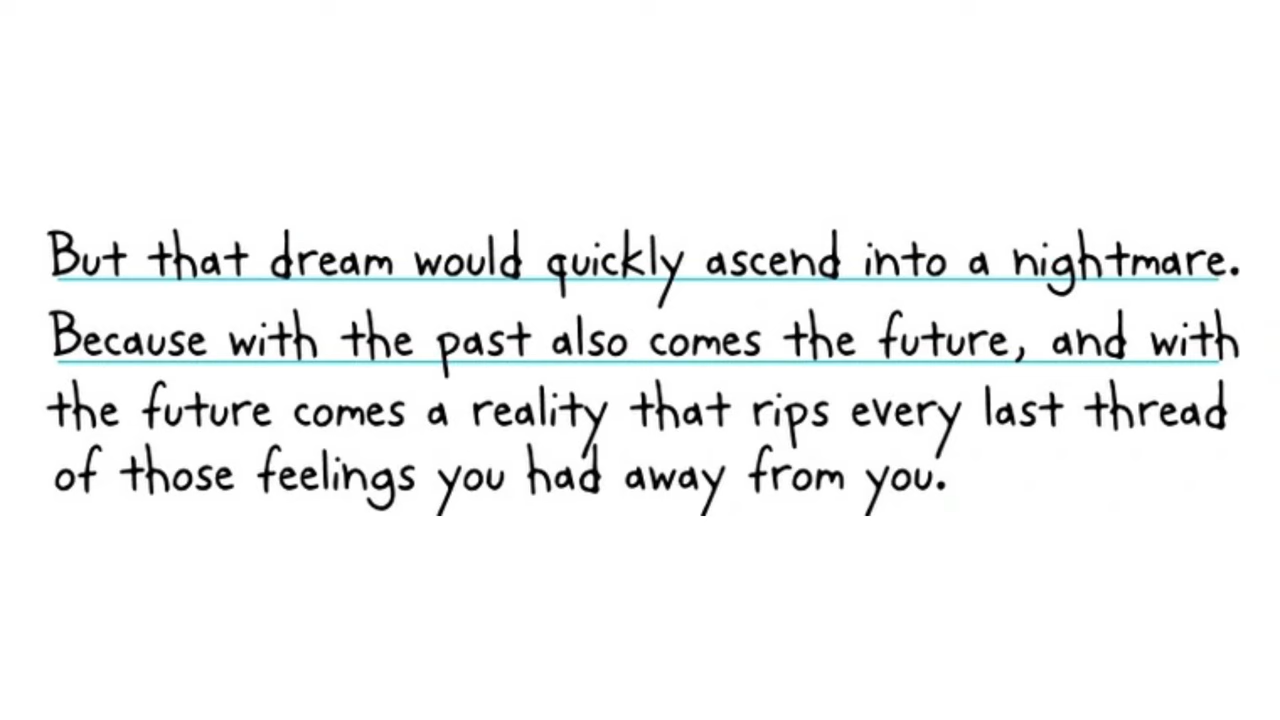 But that dream would quickly ascend into a nightmare.
Because with the past also comes the future, and with
the future comes a reality that rips every last thread
of those feelings you had away from you.